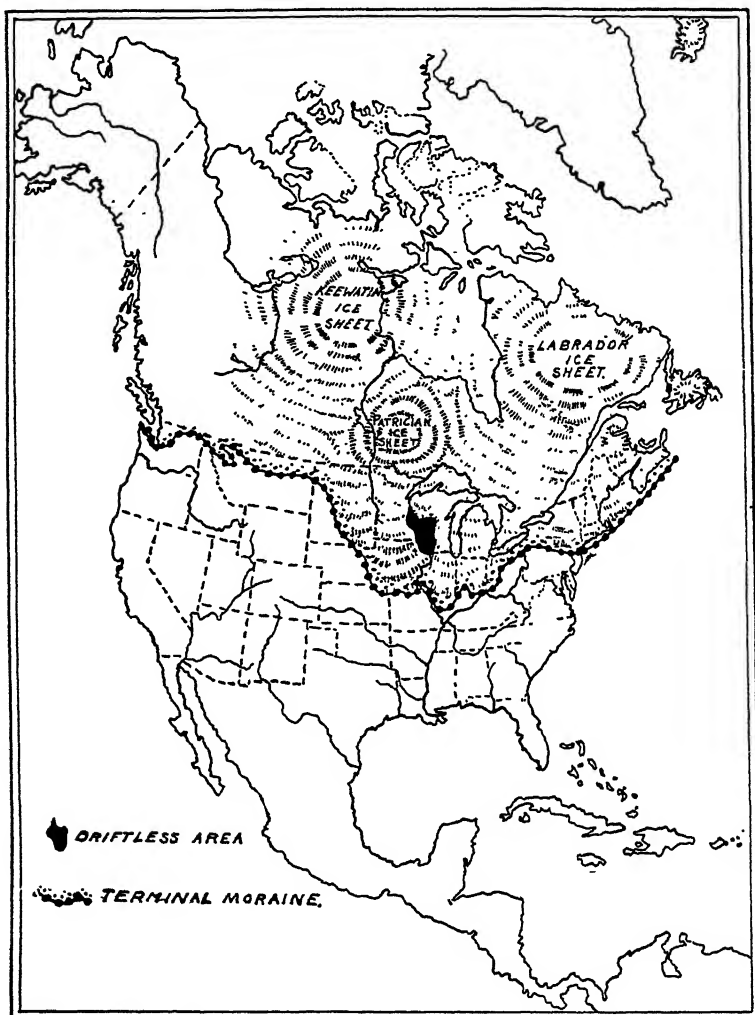 KEEWATIN
ICE
SHEET
LABRADOR
ICE
SHEET.
PATRICIAN
ICE
SHEET
DRIFTLESS AREA
TERMINAL MORAINE.